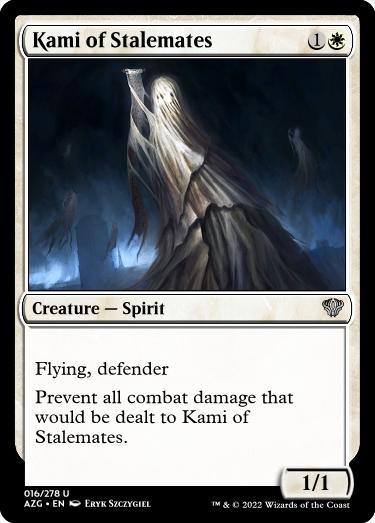 Kami of Stalemates 1
Creature — Spirit
Flying, defender
Prevent all combat damage that
would be dealt to Kami of
Stalemates.
1/1
016/278 U
AZG • EN Eryk Szczygiel ™ & © 2022 Wizards of the Coast